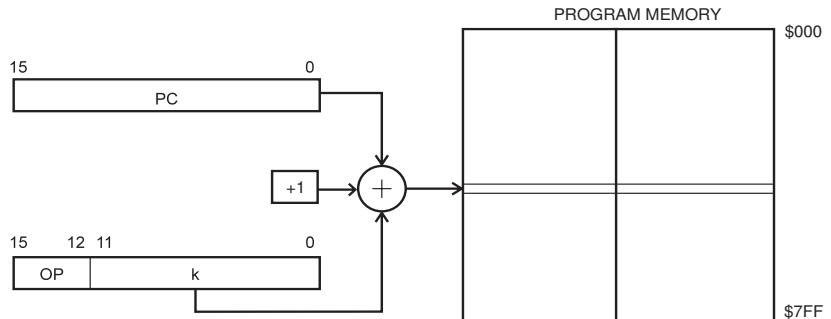 PROGRAM MEMORY
$000
15 0
PC
+1
15 12 11 0
OP k
$7FF